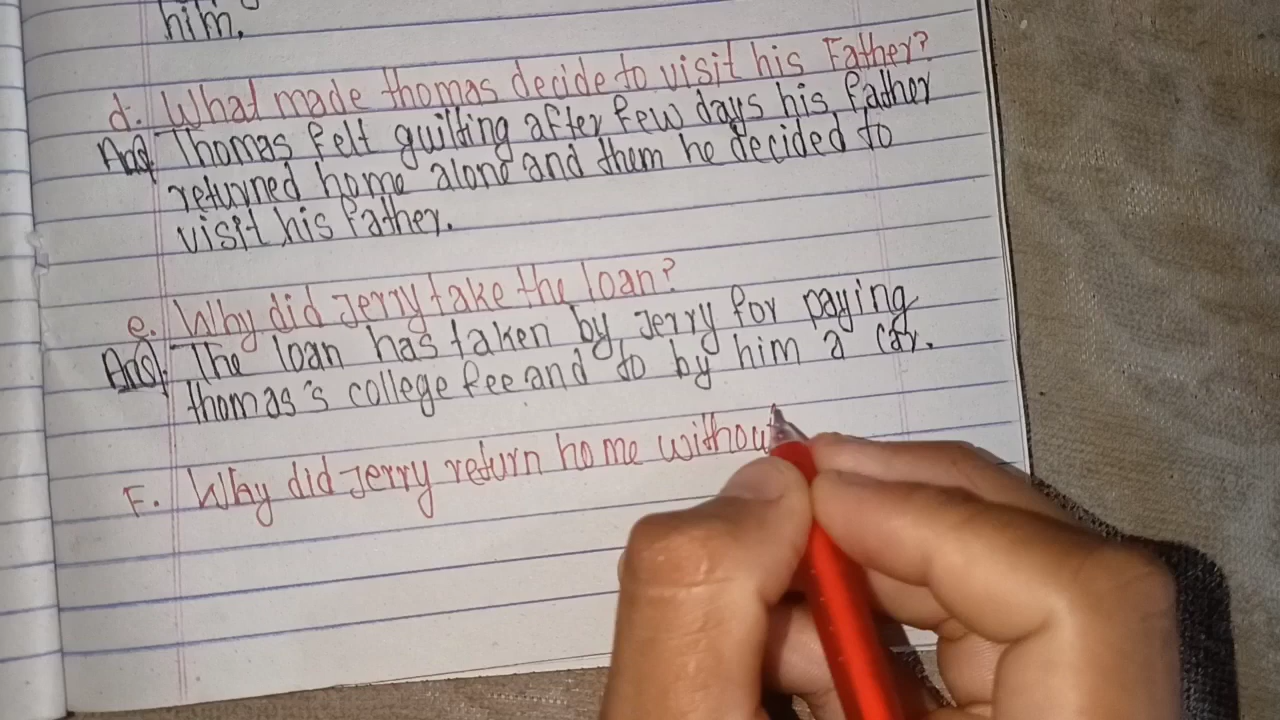 him.
d. What made thomas decide to visit his Father?
Ans Thomas felt guilting after few days his father
returned home alone and them he decided to
visit his father.
e. Why did Jerry take the loan?
Ans The loan has taken by Jerry for paying
thomas's college fee and to by him a car.
F. Why did Jerry return home without